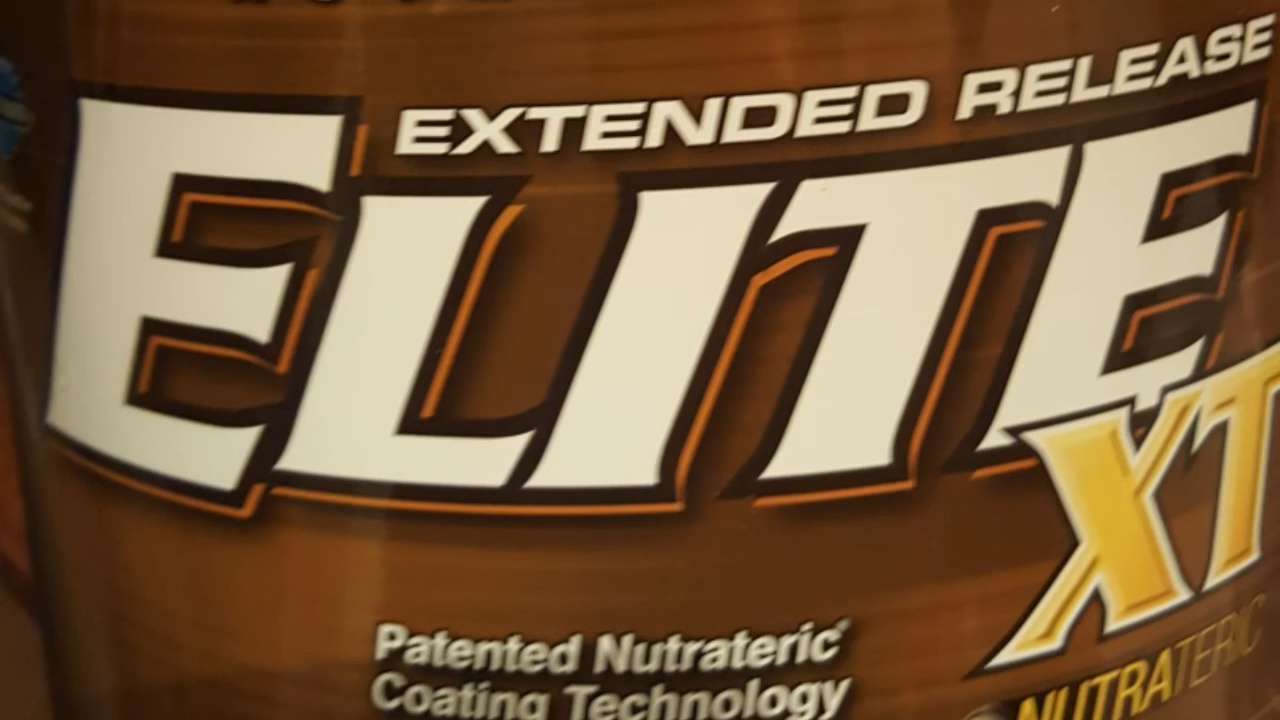 EXTENDED RELEASE
ELITE
XT
Patented Nutrateric®
Coating Technology
NUTRATERIC